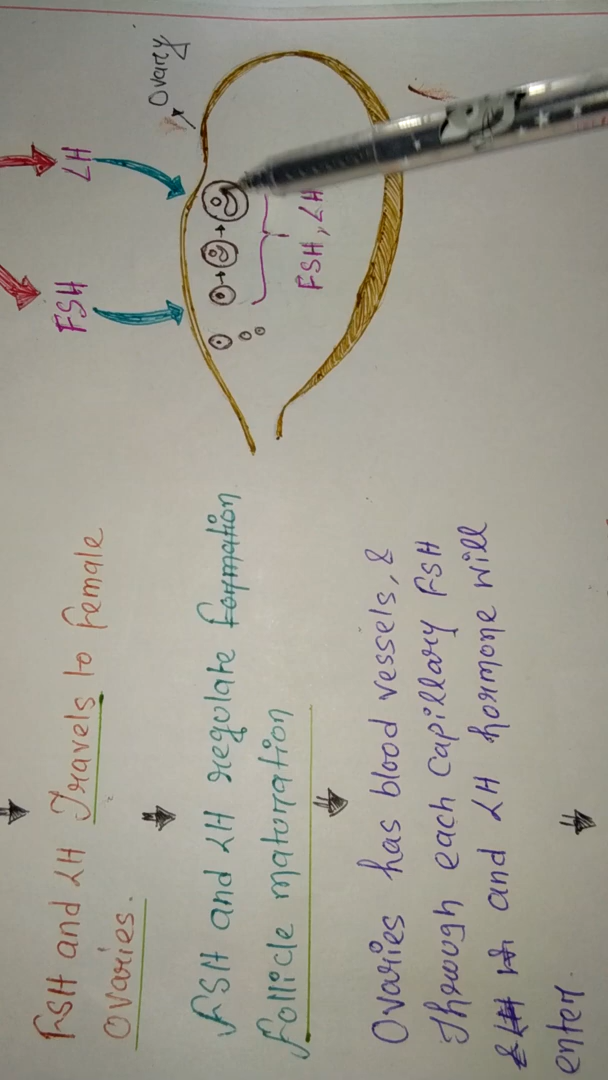 FSH and LH Travels to female
Ovaries.
FSH and LH regulate formation
follicle maturation
Ovaries has blood vessels, &
Through each capillary FSH
and LH hormone will
enter.
FSH
LH
Ovary
FSH, LH